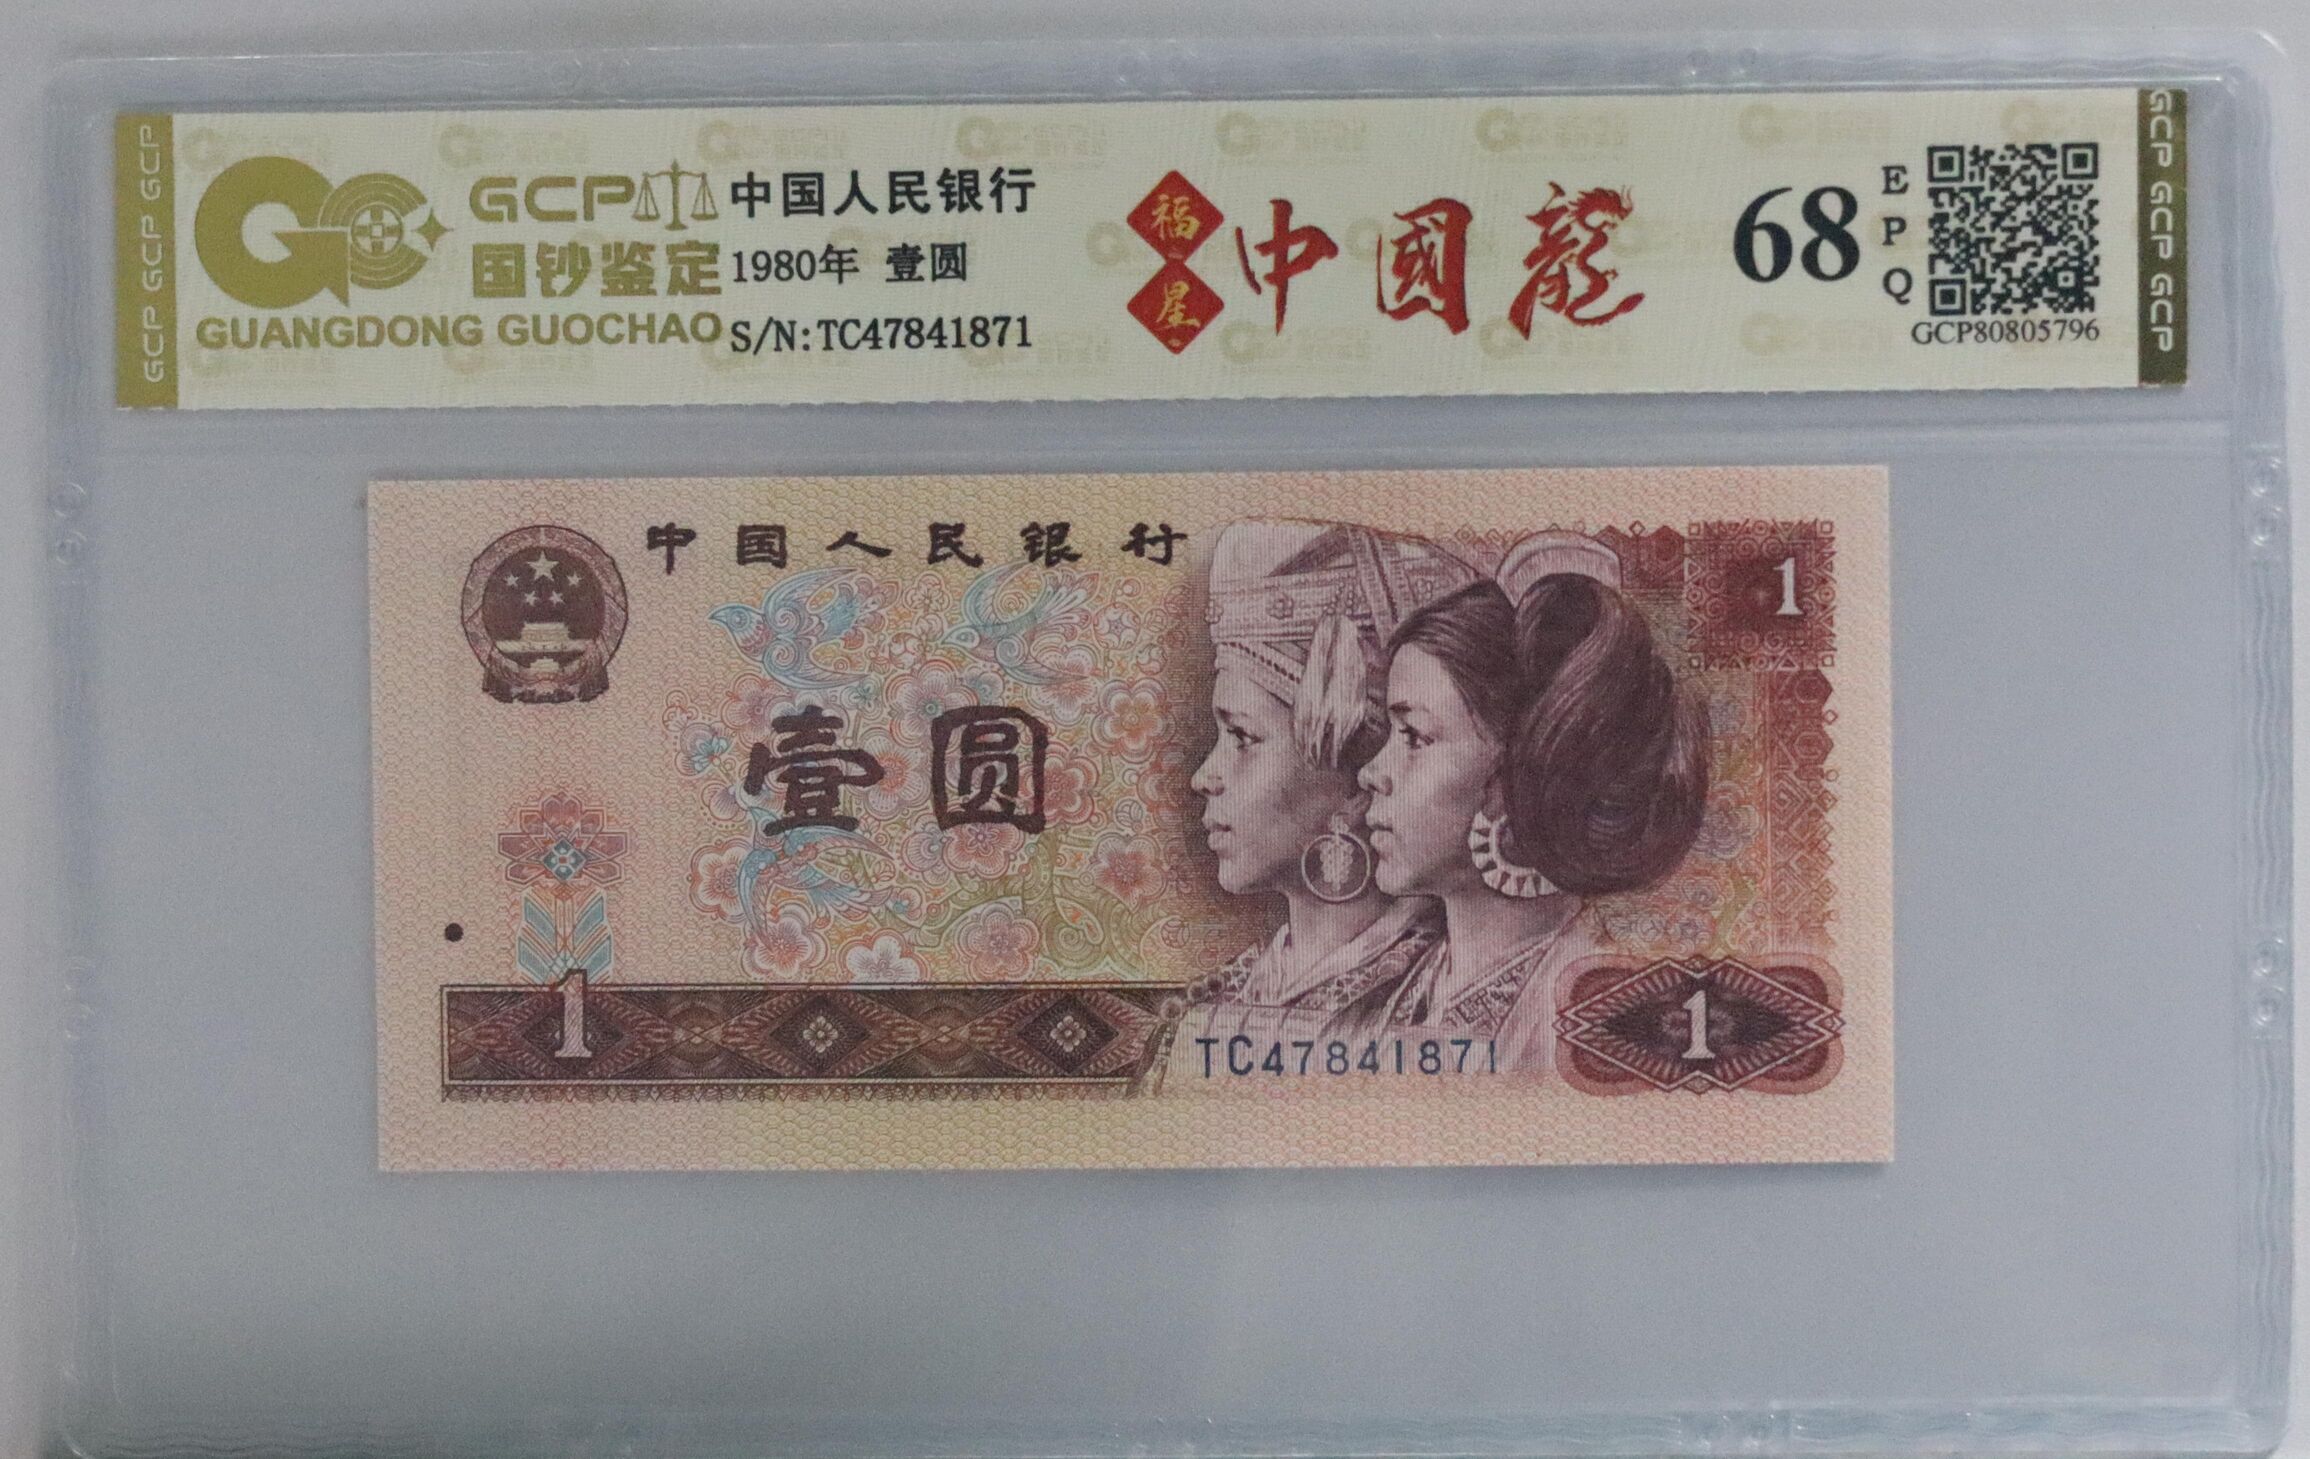 GCP GCP GCP
GCP
国钞鉴定
GUANGDONG GUOCHAO
中国人民银行
1980年 壹圆
S/N:TC47841871
福星
中國龍
68
EPQ
GCP80805796
GCP GCP GCP
中国人民银行
1
壹圆
1
TC47841871
1